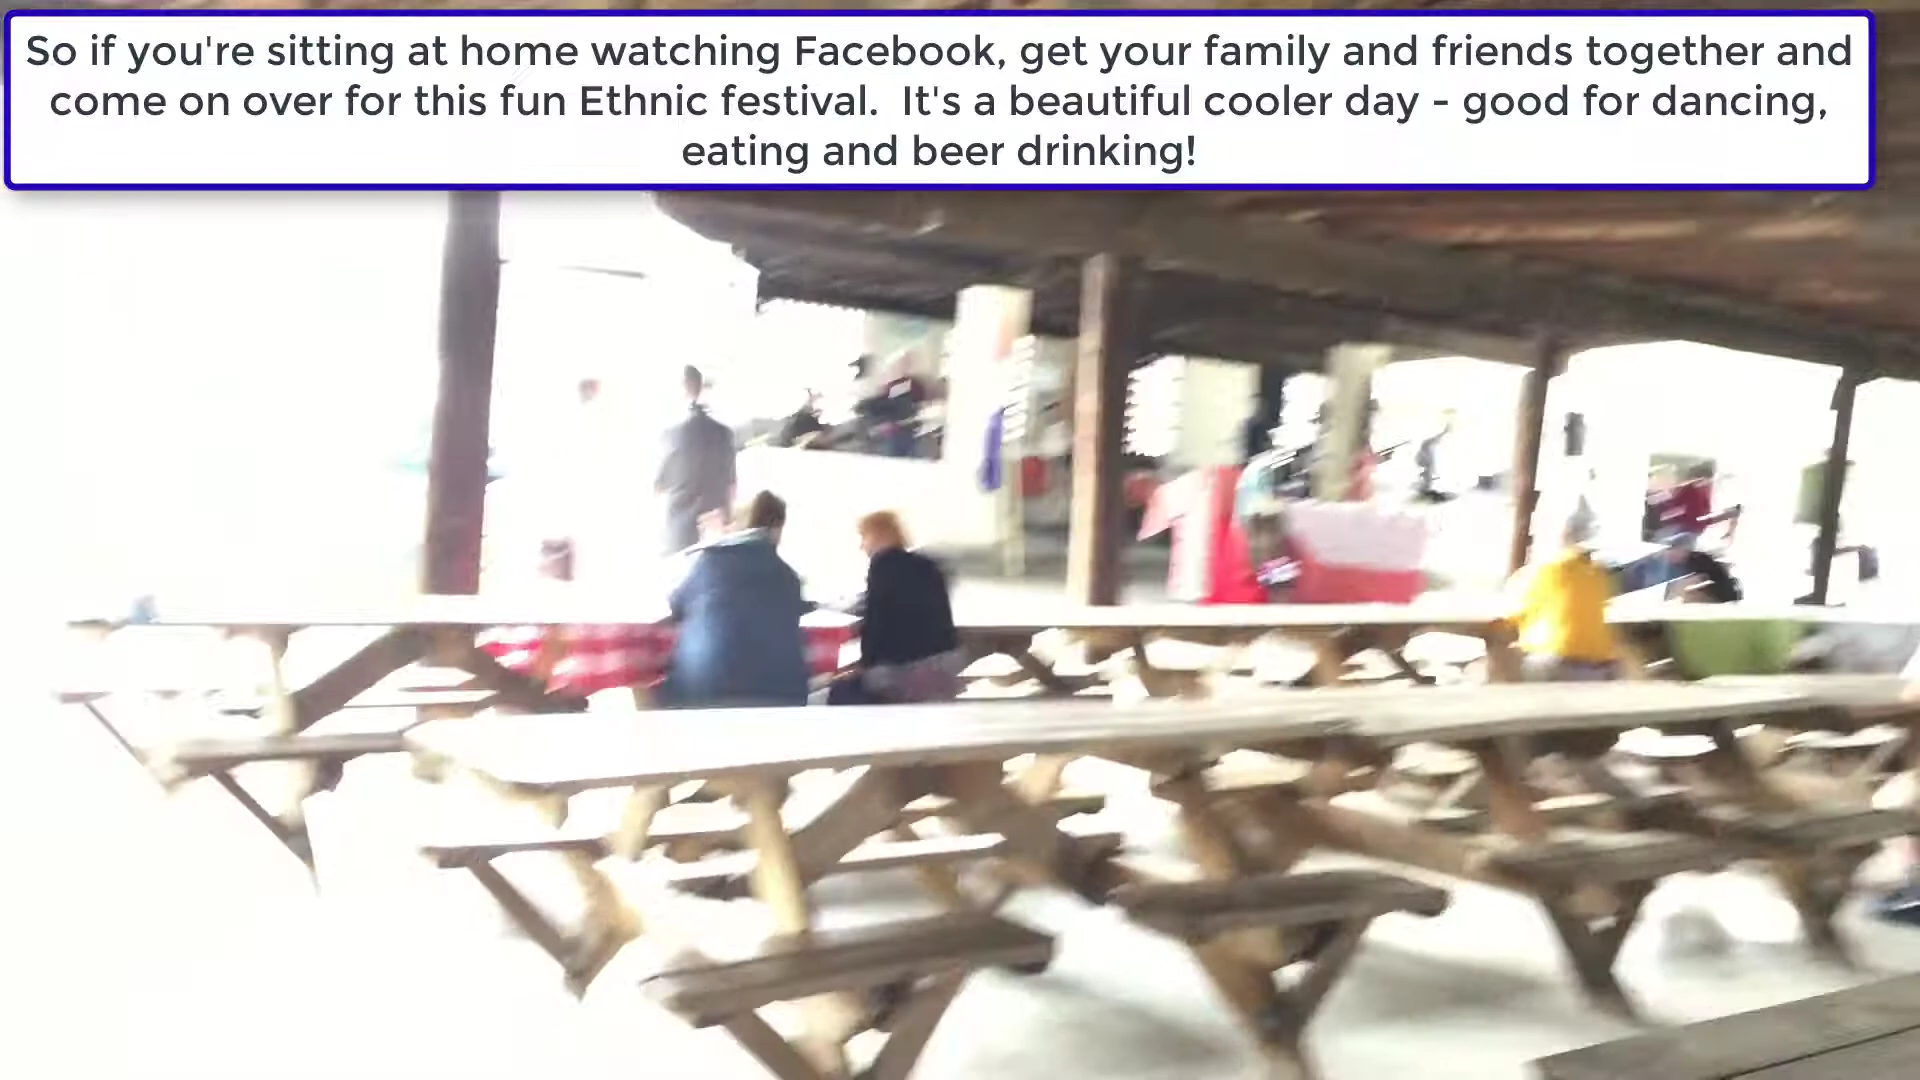 So if you're sitting at home watching Facebook, get your family and friends together and
come on over for this fun Ethnic festival.  It's a beautiful cooler day - good for dancing,
eating and beer drinking!